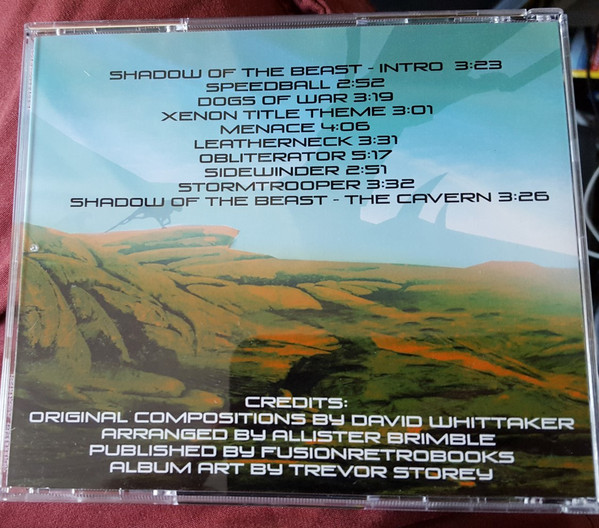 SHADOW OF THE BEAST - INTRO 3:23
SPEEDBALL 2:52
DOGS OF WAR 3:19
XENON TITLE THEME 3:01
MENACE 4:06
LEATHERNECK 3:31
OBLITERATOR 5:17
SIDEWINDER 2:51
STORMTROOPER 3:32
SHADOW OF THE BEAST - THE CAVERN 3:26
CREDITS:
ORIGINAL COMPOSITIONS BY DAVID WHITTAKER
ARRANGED BY ALLISTER BRIMBLE
PUBLISHED BY FUSIONRETROBOOKS
ALBUM ART BY TREVOR STOREY